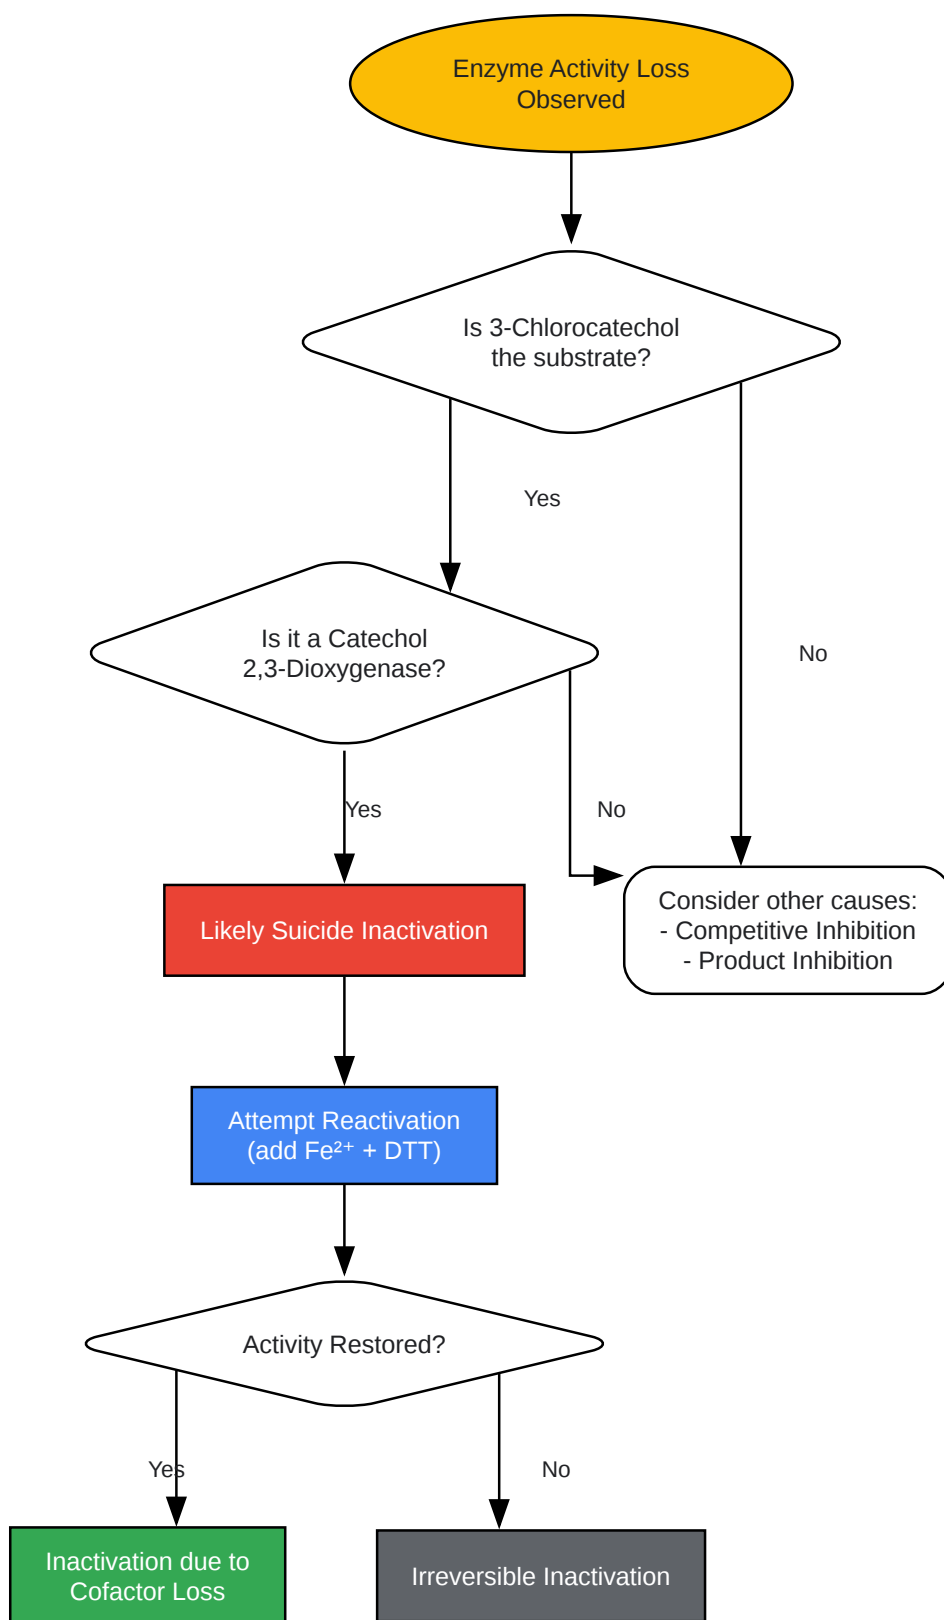 Enzyme Activity Loss
Observed
Is 3-Chlorocatechol
the substrate?
Yes
Is it a Catechol
2,3-Dioxygenase?
No
Yes
No
Consider other causes:
- Competitive Inhibition
- Product Inhibition
Likely Suicide Inactivation
Attempt Reactivation
(add Fe²⁺ + DTT)
Activity Restored?
Yes
No
Inactivation due to
Cofactor Loss
Irreversible Inactivation